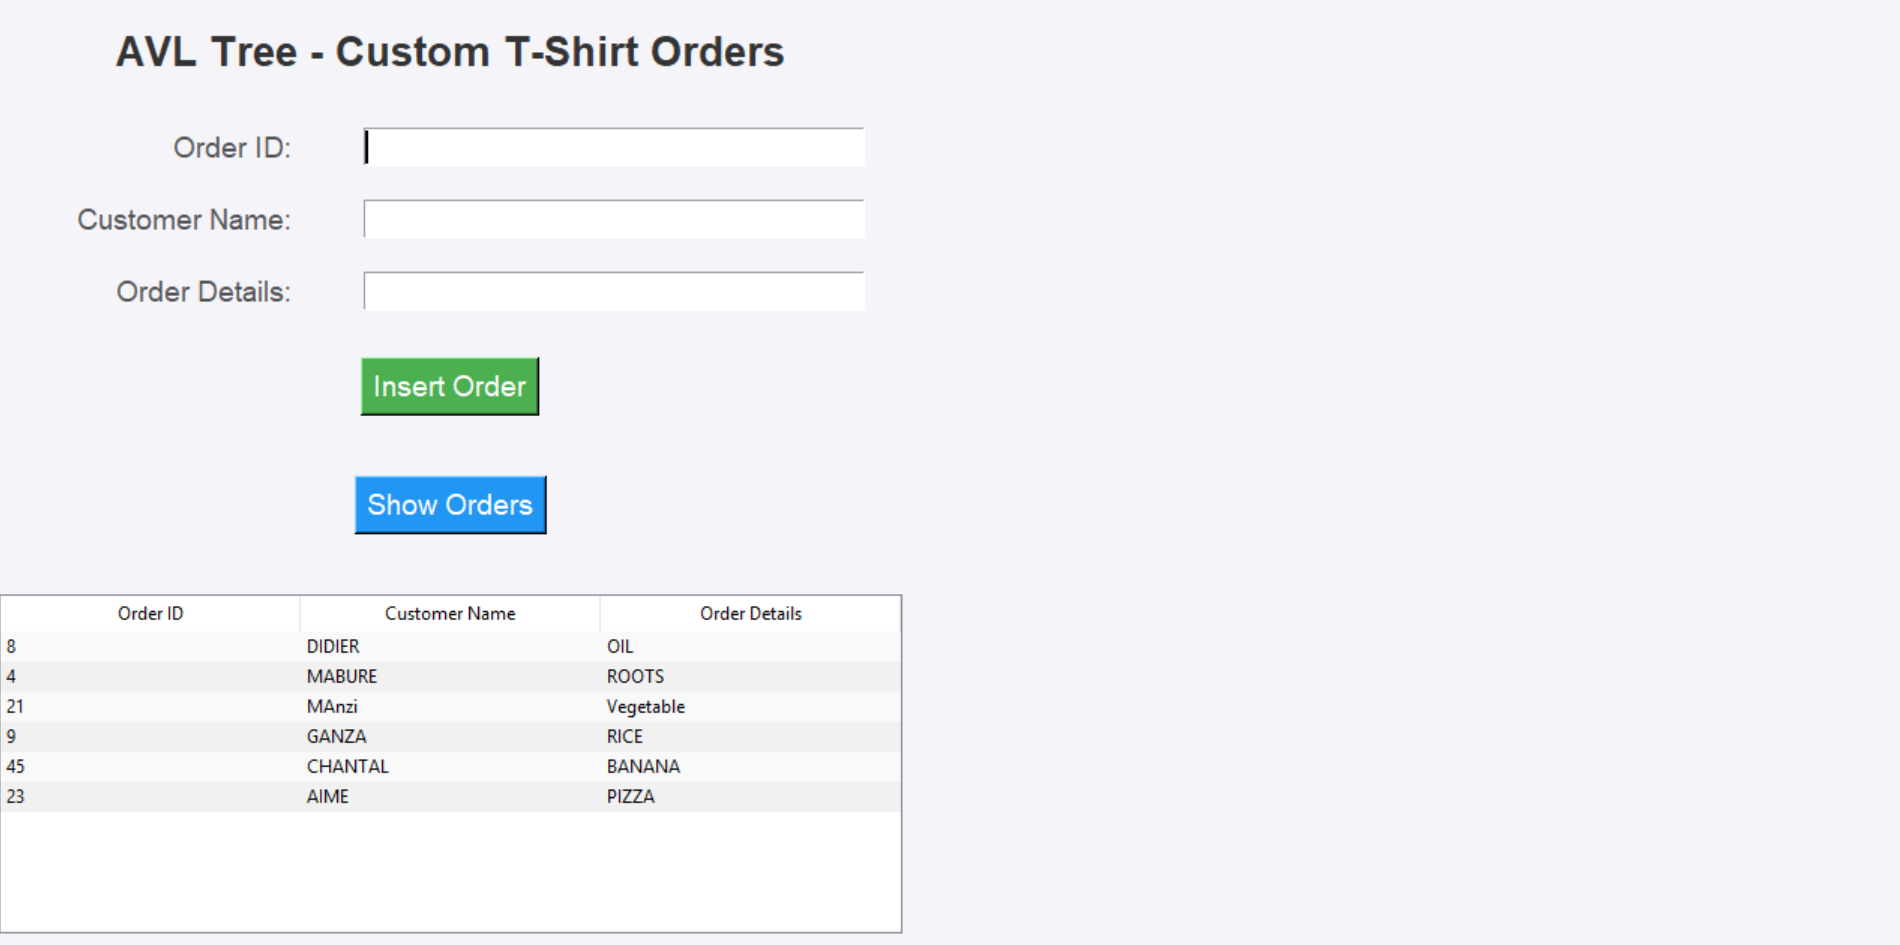 AVL Tree - Custom T-Shirt Orders
Order ID:
Customer Name:
Order Details:
Insert Order
Show Orders
Order ID Customer Name Order Details
8 DIDIER OIL
4 MABURE ROOTS
21 MAnzi Vegetable
9 GANZA RICE
45 CHANTAL BANANA
23 AIME PIZZA